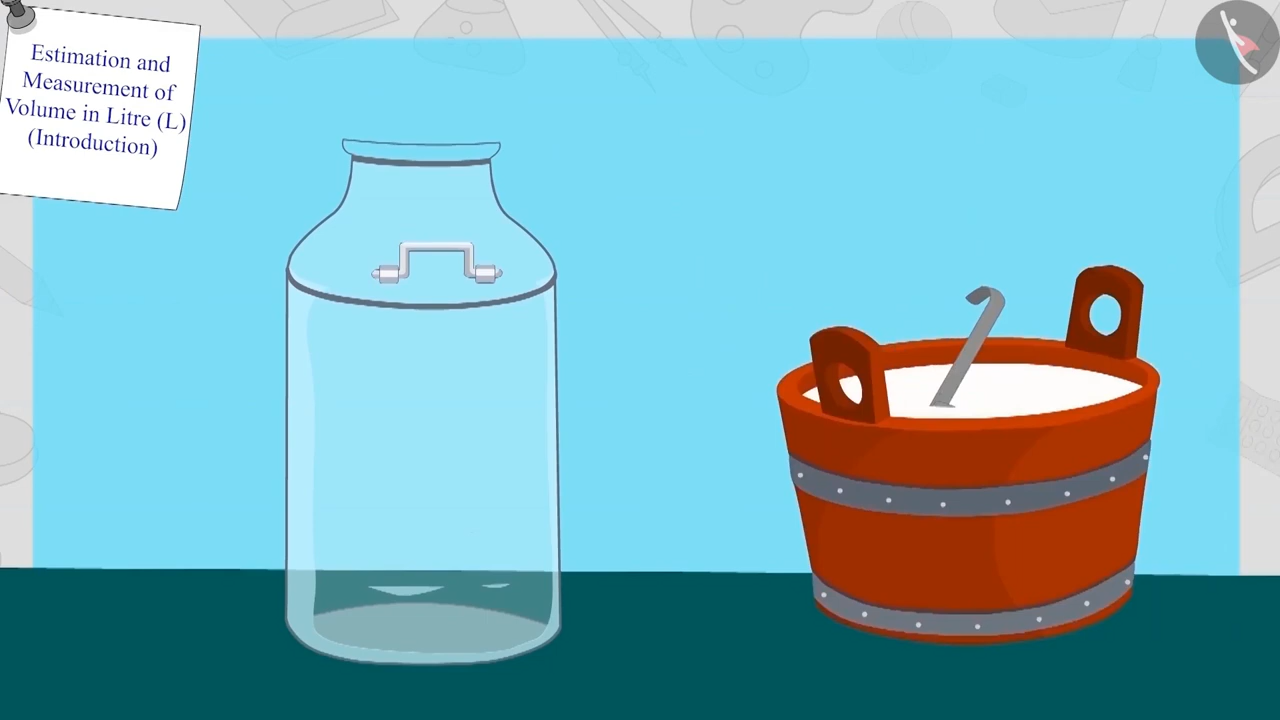 Estimation and
Measurement of
Volume in Litre (L)
(Introduction)